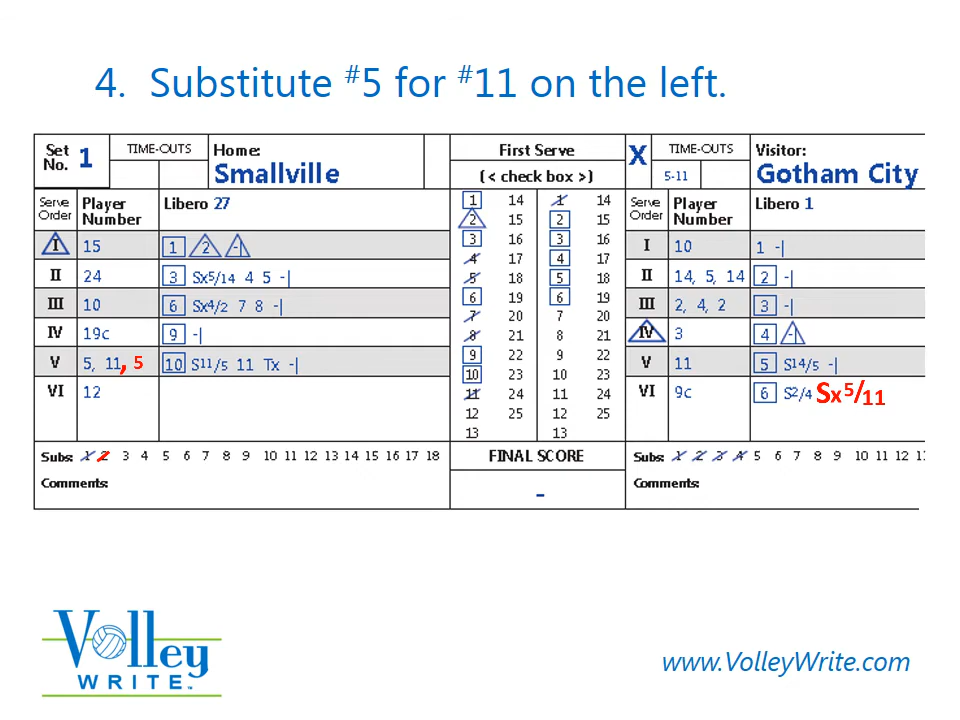 4. Substitute #5 for #11 on the left.
Set No. 1 TIME-OUTS Home: Smallville First Serve (< check box >) X TIME-OUTS 5-11 Visitor: Gotham City
Serve Order Player Number Libero 27 Serve Order Player Number Libero 1
I 15 1 2 -| I 10 1 -|
II 24 3 Sx5/14 4 5 -| II 14, 5, 14 2 -|
III 10 6 Sx4/2 7 8 -| III 2, 4, 2 3 -|
IV 19c 9 -| IV 3 4 -|
V 5, 11, 5 10 S11/5 11 Tx -| V 11 5 S14/5 -|
VI 12 VI 9c 6 S2/4 Sx5/11
1 14 1 14
2 15 2 15
3 16 3 16
4 17 4 17
5 18 5 18
6 19 6 19
7 20 7 20
8 21 8 21
9 22 9 22
10 23 10 23
11 24 11 24
12 25 12 25
13 13
Subs: 1 2 3 4 5 6 7 8 9 10 11 12 13 14 15 16 17 18 FINAL SCORE Subs: 1 2 3 4 5 6 7 8 9 10 11 12
Comments: - Comments:
Volley
WRITE™
www.VolleyWrite.com